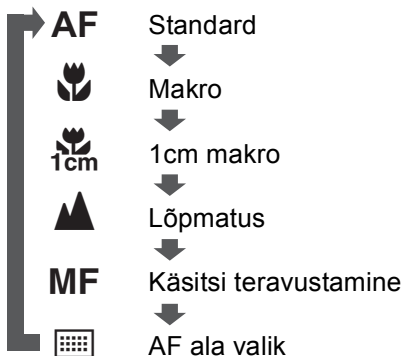 AF Standard
Makro
1cm 1cm makro
Lõpmatus
MF Käsitsi teravustamine
AF ala valik